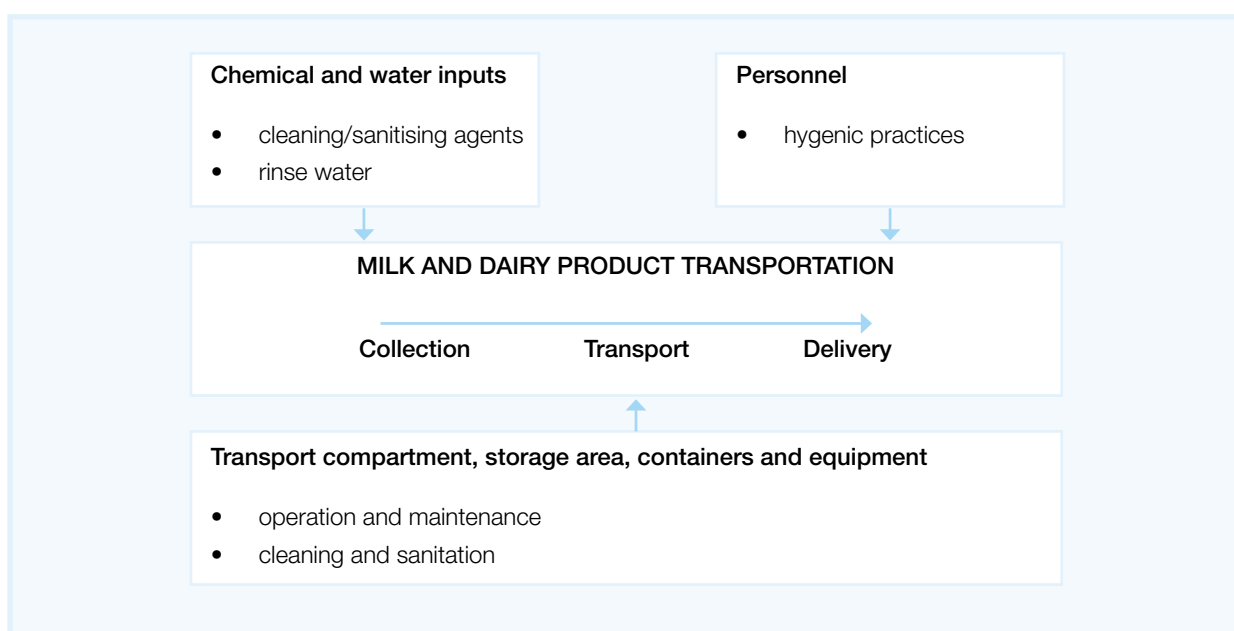 Chemical and water inputs
• cleaning/sanitising agents
• rinse water
Personnel
• hygenic practices
MILK AND DAIRY PRODUCT TRANSPORTATION
Collection Transport Delivery
Transport compartment, storage area, containers and equipment
• operation and maintenance
• cleaning and sanitation